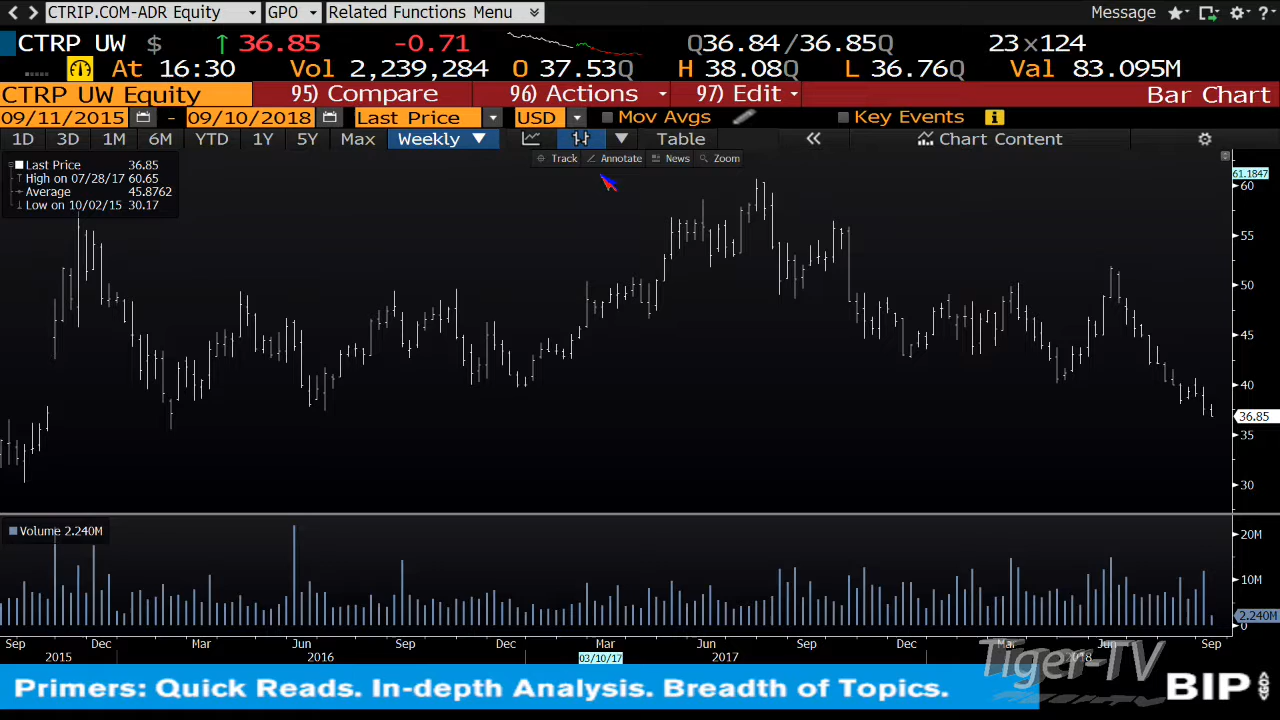 CTRIP.COM-ADR Equity GPO Related Functions Menu Message
CTRP UW $ 36.85 -0.71 Q36.84/36.85Q 23×124
At 16:30 Vol 2,239,284 O 37.53Q H 38.08Q L 36.76Q Val 83.095M
CTRP UW Equity 95) Compare 96) Actions 97) Edit Bar Chart
09/11/2015 - 09/10/2018 Last Price USD Mov Avgs Key Events
1D 3D 1M 6M YTD 1Y 5Y Max Weekly Table « Chart Content
Track Annotate News Zoom
Last Price 36.85
High on 07/28/17 60.65
Average 45.8762
Low on 10/02/15 30.17
61.1847
60
55
50
45
40
36.85
35
30
Volume 2.240M
20M
10M
2.240M
0
Sep Dec Mar Jun Sep Dec Mar Jun Sep Dec Mar Jun Sep
2015 2016 03/10/17 2017 2018
Tiger-TV
Primers: Quick Reads. In-depth Analysis. Breadth of Topics.
BIP <GO>